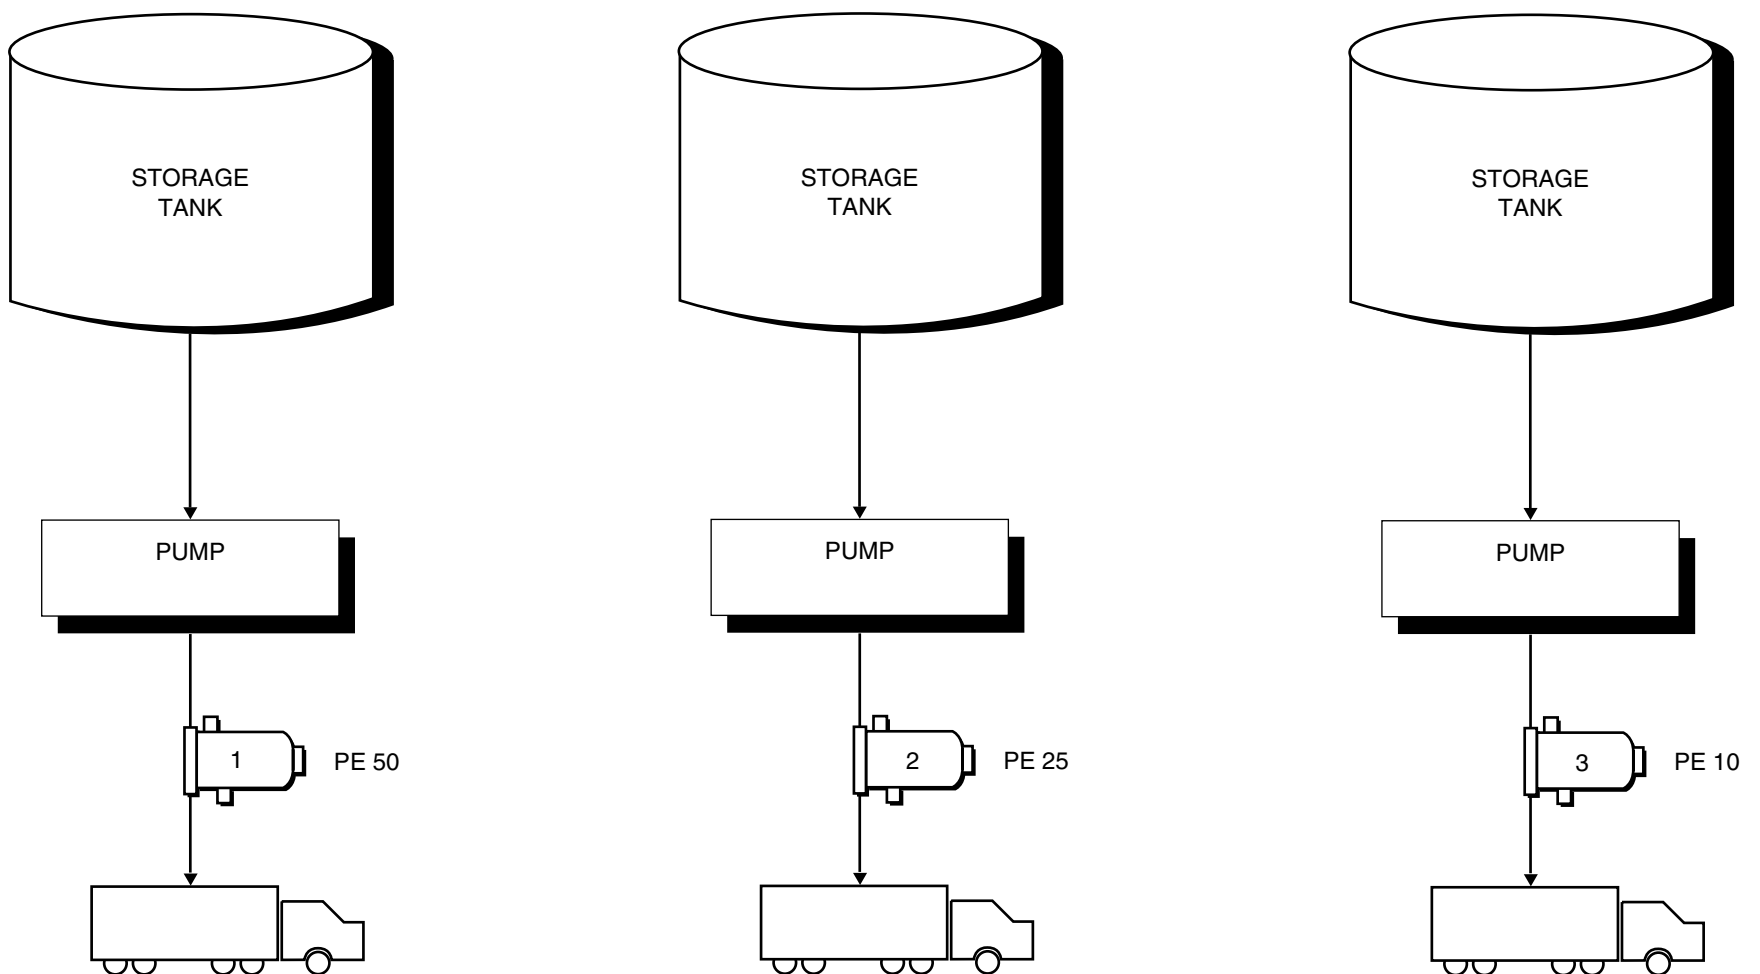 STORAGE
TANK
STORAGE
TANK
STORAGE
TANK
PUMP
PUMP
PUMP
1
PE 50
2
PE 25
3
PE 10